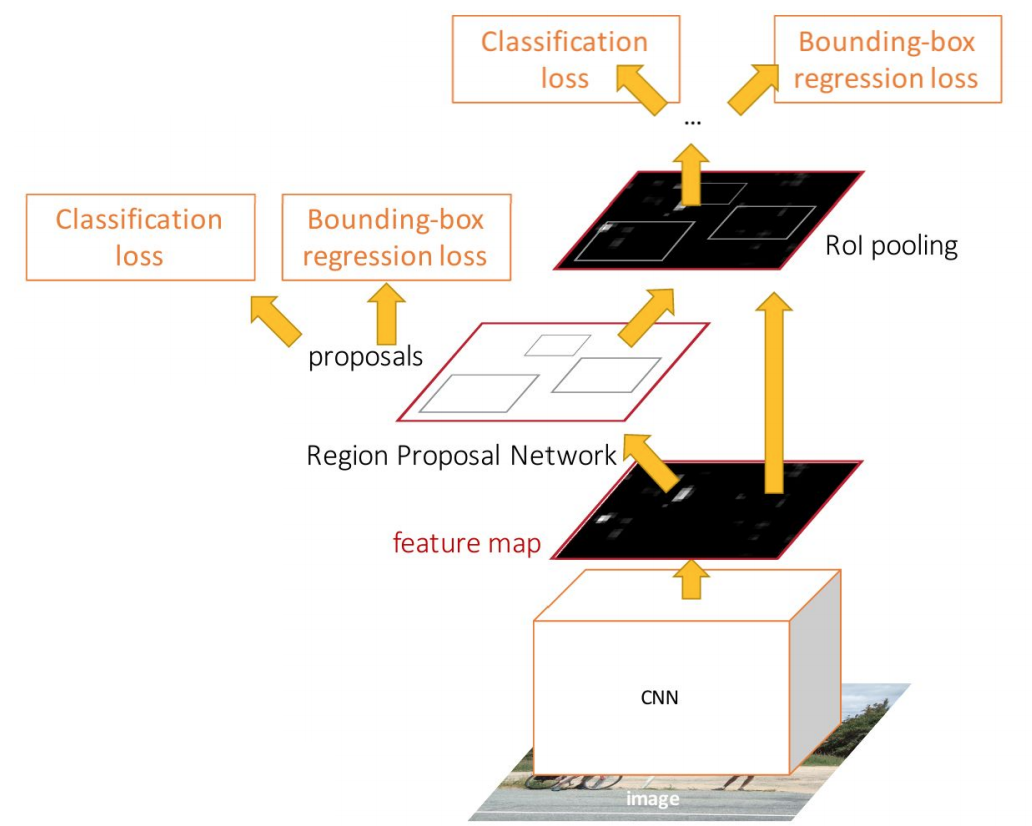 Classification
loss
Bounding-box
regression loss
...
Classification
loss
Bounding-box
regression loss
RoI pooling
proposals
Region Proposal Network
feature map
CNN
image